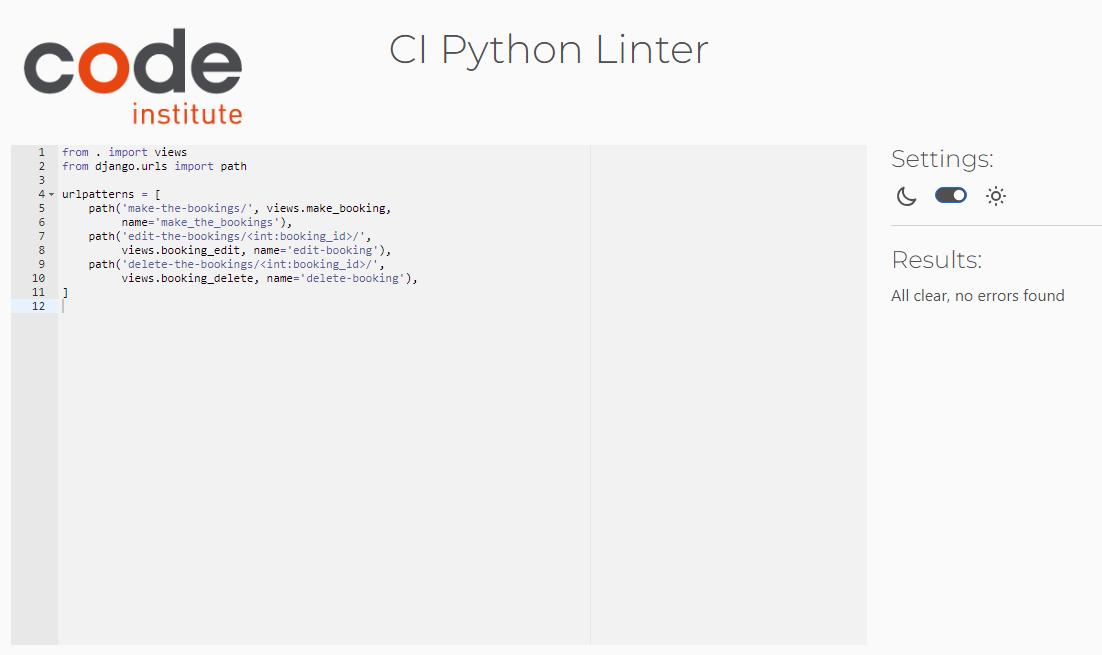 code
institute
CI Python Linter
1 from . import views
2 from django.urls import path
3
4 urlpatterns = [
5     path('make-the-bookings/', views.make_booking,
6          name='make_the_bookings'),
7     path('edit-the-bookings/<int:booking_id>/',
8          views.booking_edit, name='edit-booking'),
9     path('delete-the-bookings/<int:booking_id>/',
10          views.booking_delete, name='delete-booking'),
11 ]
12
Settings:
Results:
All clear, no errors found